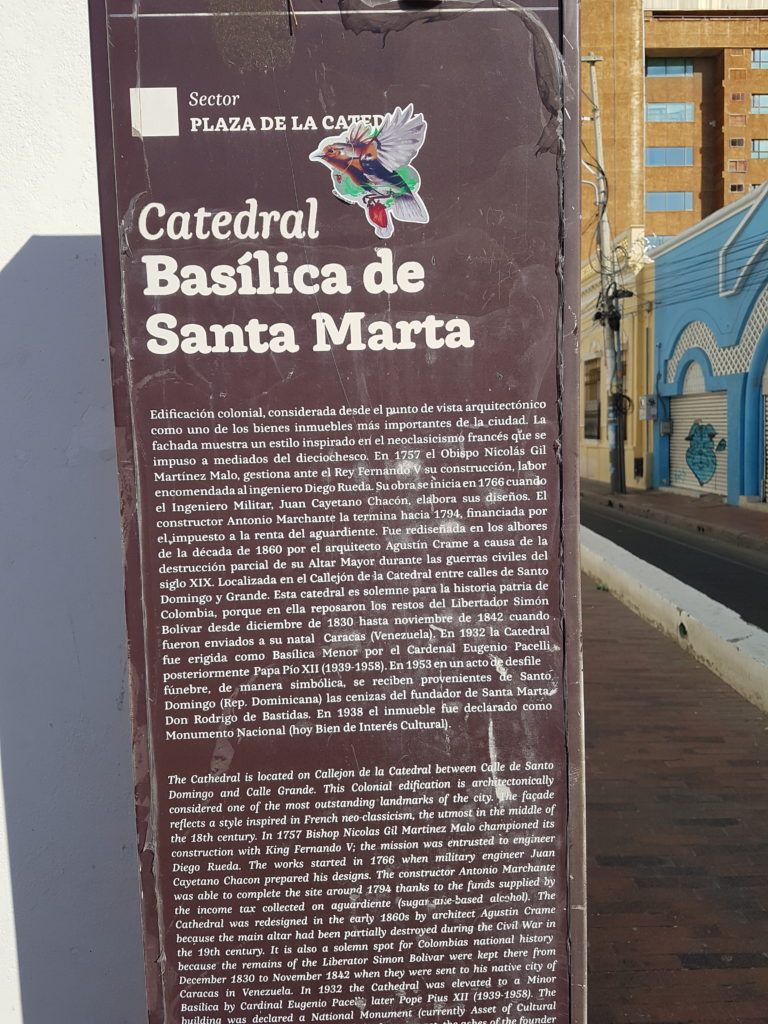 Sector
PLAZA DE LA CATED
Catedral
Basílica de
Santa Marta
Edificación colonial, considerada desde el punto de vista arquitectónico
como uno de los bienes inmuebles más importantes de la ciudad. La
fachada muestra un estilo inspirado en el neoclasicismo francés que se
impuso a mediados del dieciochesco. En 1757 el Obispo Nicolás Gil
Martínez Malo, gestiona ante el Rey Fernando V su construcción, labor
encomendada al ingeniero Diego Rueda. Su obra se inicia en 1766 cuando
el Ingeniero Militar, Juan Cayetano Chacón, elabora sus diseños. El
constructor Antonio Marchante la termina hacia 1794, financiada por
el impuesto a la renta del aguardiente. Fue rediseñada en los albores
de la década de 1860 por el arquitecto Agustín Crame a causa de la
destrucción parcial de su Altar Mayor durante las guerras civiles del
siglo XIX. Localizada en el Callejón de la Catedral entre calles de Santo
Domingo y Grande. Esta catedral es solemne para la historia patria de
Colombia, porque en ella reposaron los restos del Libertador Simón
Bolívar desde diciembre de 1830 hasta noviembre de 1842 cuando
fueron enviados a su natal Caracas (Venezuela). En 1932 la Catedral
fue erigida como Basílica Menor por el Cardenal Eugenio Pacelli
posteriormente Papa Pío XII (1939-1958). En 1953 en un acto de desfile
fúnebre, de manera simbólica, se reciben provenientes de Santo
Domingo (Rep. Dominicana) las cenizas del fundador de Santa Marta
Don Rodrigo de Bastidas. En 1938 el inmueble fue declarado como
Monumento Nacional (hoy Bien de Interés Cultural).
The Cathedral is located on Callejon de la Catedral between Calle de Santo
Domingo and Calle Grande. This Colonial edification is architectonically
considered one of the most outstanding landmarks of the city. The façade
reflects a style inspired in French neo-classicism, the utmost in the middle of
the 18th century. In 1757 Bishop Nicolas Gil Martinez Malo championed its
construction with King Fernando V; the mission was entrusted to engineer
Diego Rueda. The works started in 1766 when military engineer Juan
Cayetano Chacon prepared his designs. The constructor Antonio Marchante
was able to complete the site around 1794 thanks to the funds supplied by
the income tax collected on aguardiente (sugar cane-based alcohol). The
Cathedral was redesigned in the early 1860s by architect Agustin Crame
because the main altar had been partially destroyed during the Civil War in
the 19th century. It is also a solemn spot for Colombias national history
because the remains of the Liberator Simon Bolivar were kept there from
December 1830 to November 1842 when they were sent to his native city of
Caracas in Venezuela. In 1932 the Cathedral was elevated to a Minor
Basilica by Cardinal Eugenio Pacelli, later Pope Pius XII (1939-1958). The
building was declared a National Monument (currently Asset of Cultural
the ashes of the founder